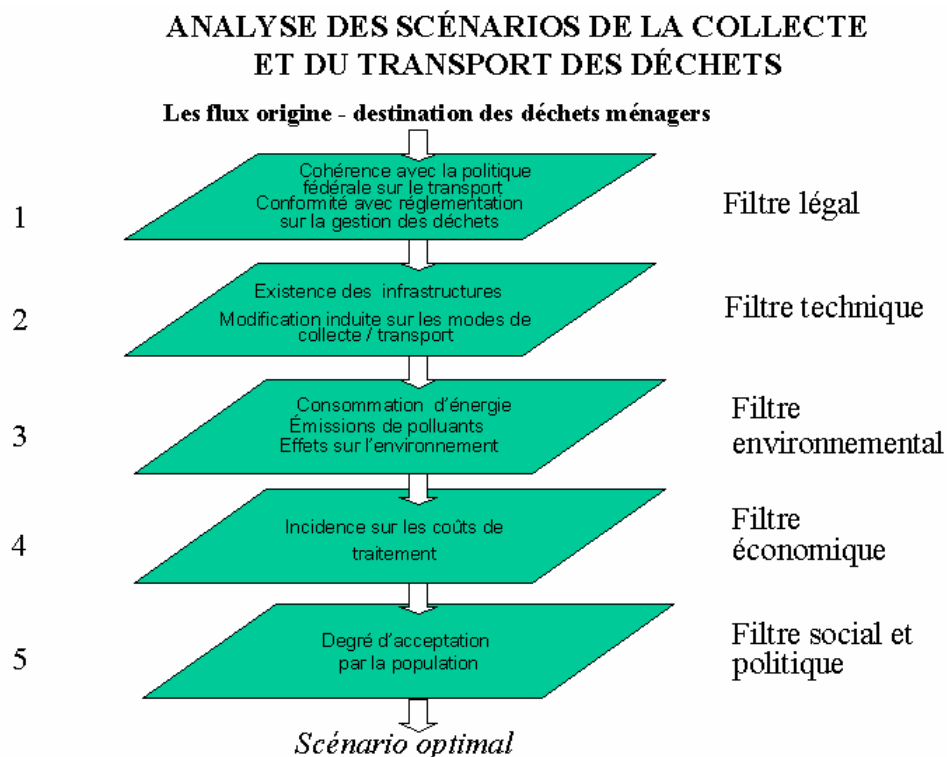 ANALYSE DES SCÉNARIOS DE LA COLLECTE
ET DU TRANSPORT DES DÉCHETS
Les flux origine - destination des déchets ménagers
1
Cohérence avec la politique
fédérale sur le transport
Conformité avec réglementation
sur la gestion des déchets
Filtre légal
2
Existence des infrastructures
Modification induite sur les modes de
collecte / transport
Filtre technique
3
Consommation d'énergie
Émissions de polluants
Effets sur l'environnement
Filtre
environnemental
4
Incidence sur les coûts de
traitement
Filtre
économique
5
Degré d'acceptation
par la population
Filtre social et
politique
Scénario optimal